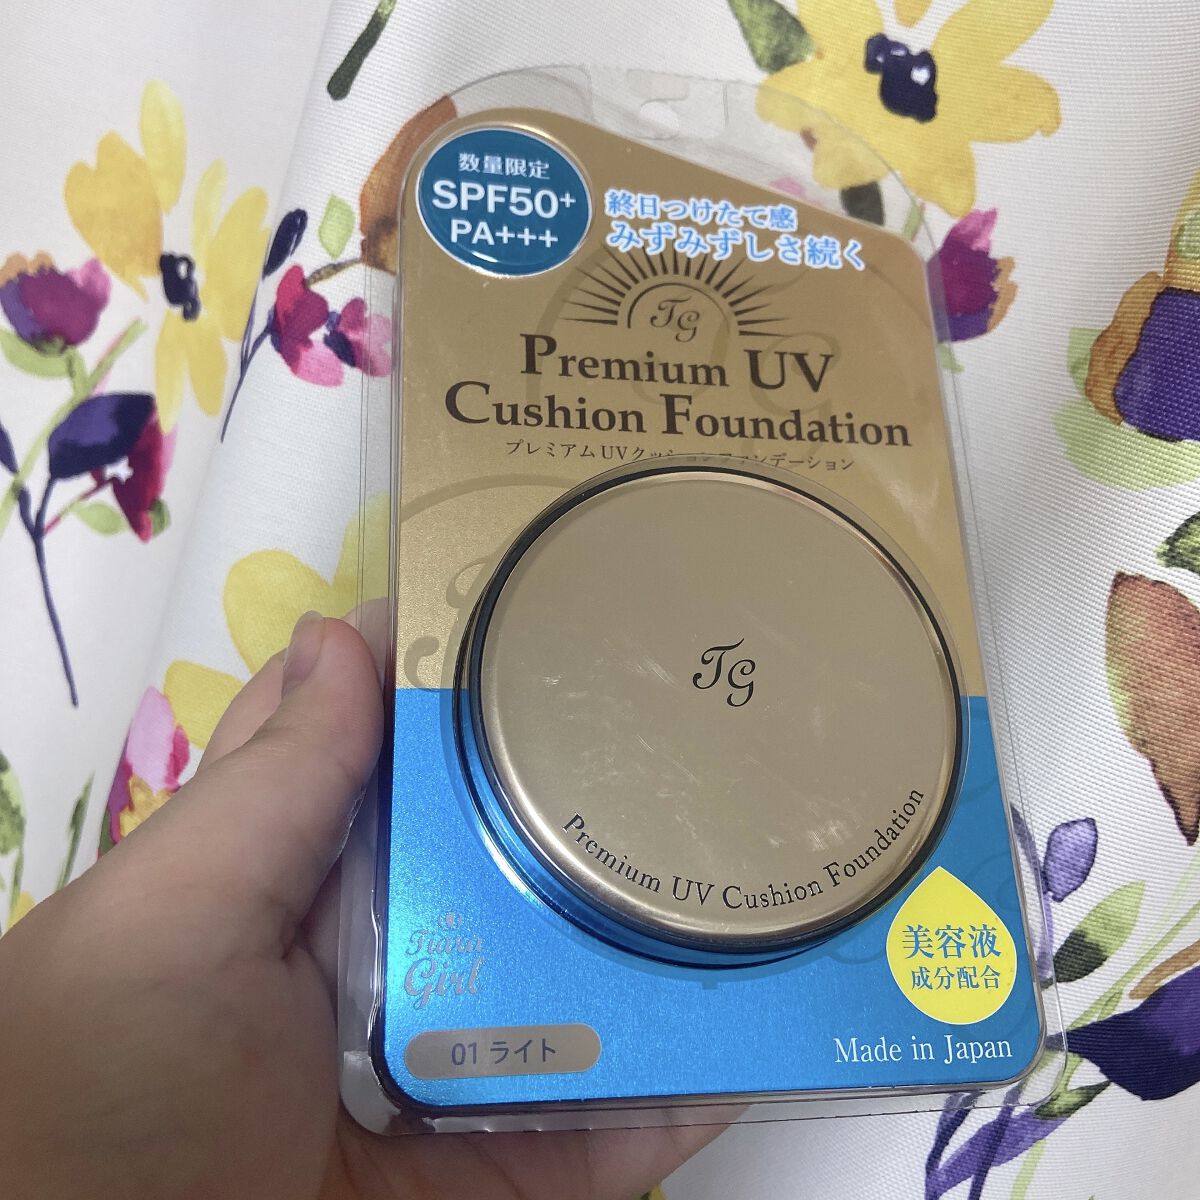 数量限定
SPF50+
PA+++
終日つけたて感
みずみずしさ続く
TG
Premium UV
Cushion Foundation
プレミアムUVクッションファンデーション
TG
Premium UV Cushion Foundation
美容液
成分配合
Tiara
Girl
01 ライト
Made in Japan